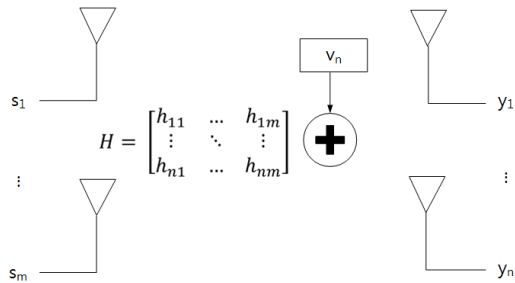 vₙ
s₁
y₁
H = [h₁₁ … h₁ₘ
⋮ ⋱ ⋮
hₙ₁ … hₙₘ]
⋮
⋮
sₘ
yₙ